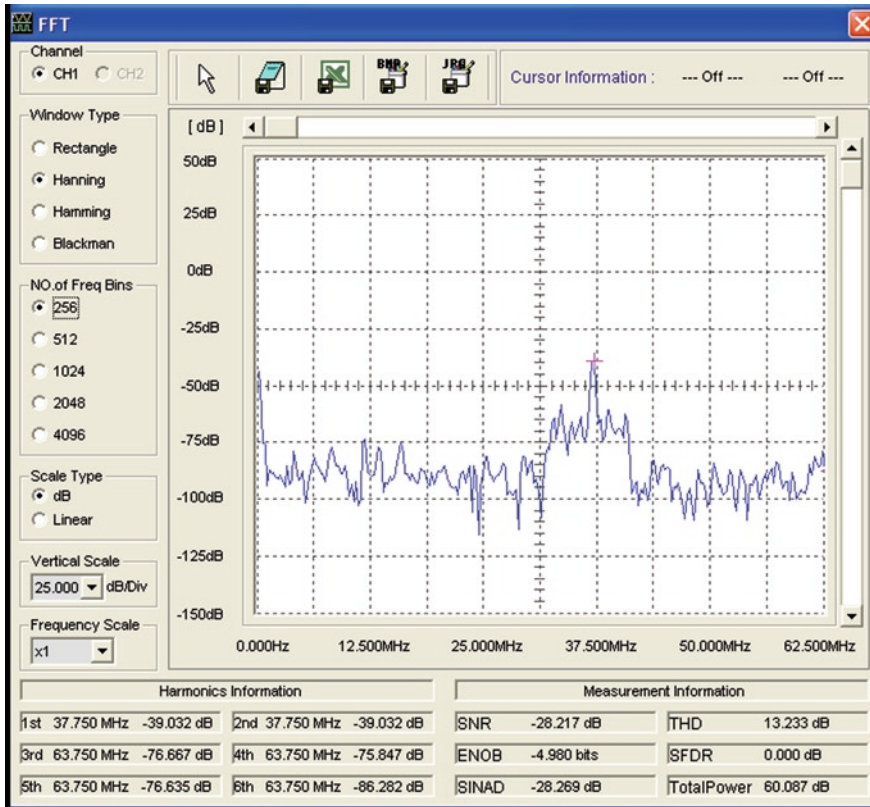 FFT
Channel
CH1 CH2
BMP JPG
Cursor Information : --- Off --- --- Off ---
Window Type
Rectangle
Hanning
Hamming
Blackman
NO.of Freq Bins
256
512
1024
2048
4096
Scale Type
dB
Linear
Vertical Scale
25.000 dB/Div
Frequency Scale
x1
[ dB ]
50dB
25dB
0dB
-25dB
-50dB
-75dB
-100dB
-125dB
-150dB
0.000Hz 12.500MHz 25.000MHz 37.500MHz 50.000MHz 62.500MHz
Harmonics Information
1st 37.750 MHz -39.032 dB 2nd 37.750 MHz -39.032 dB
3rd 63.750 MHz -76.667 dB 4th 63.750 MHz -75.847 dB
5th 63.750 MHz -76.635 dB 6th 63.750 MHz -86.282 dB
Measurement Information
SNR -28.217 dB THD 13.233 dB
ENOB -4.980 bits SFDR 0.000 dB
SINAD -28.269 dB TotalPower 60.087 dB